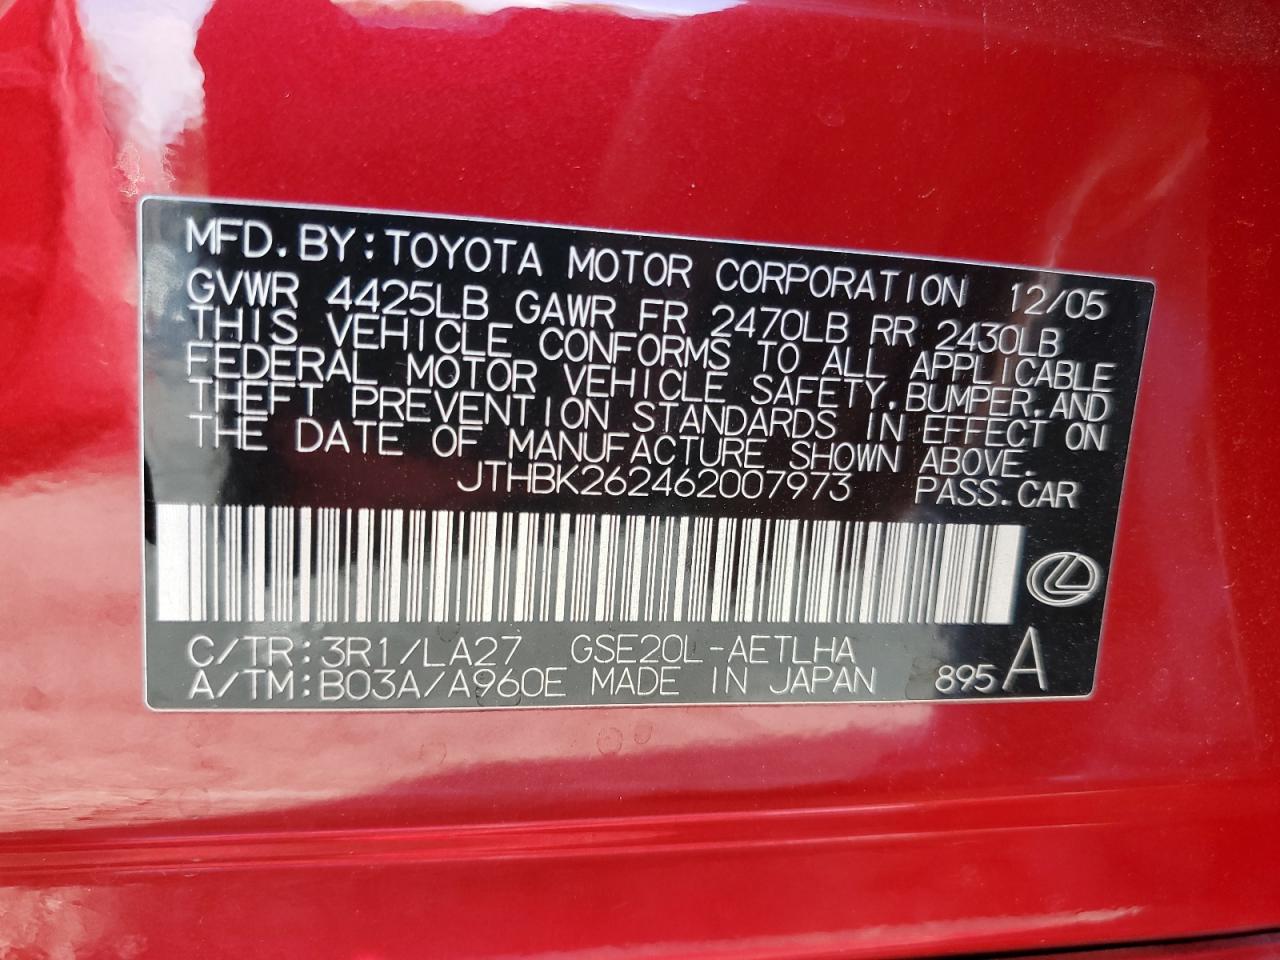 MFD.BY:TOYOTA MOTOR CORPORATION 12/05
GVWR 4425LB GAWR FR 2470LB RR 2430LB
THIS VEHICLE CONFORMS TO ALL APPLICABLE
FEDERAL MOTOR VEHICLE SAFETY,BUMPER,AND
THEFT PREVENTION STANDARDS IN EFFECT ON
THE DATE OF MANUFACTURE SHOWN ABOVE.
JTHBK262462007973 PASS.CAR
C/TR:3R1/LA27 GSE20L-AETLHA
A/TM:B03A/A960E MADE IN JAPAN 895 A